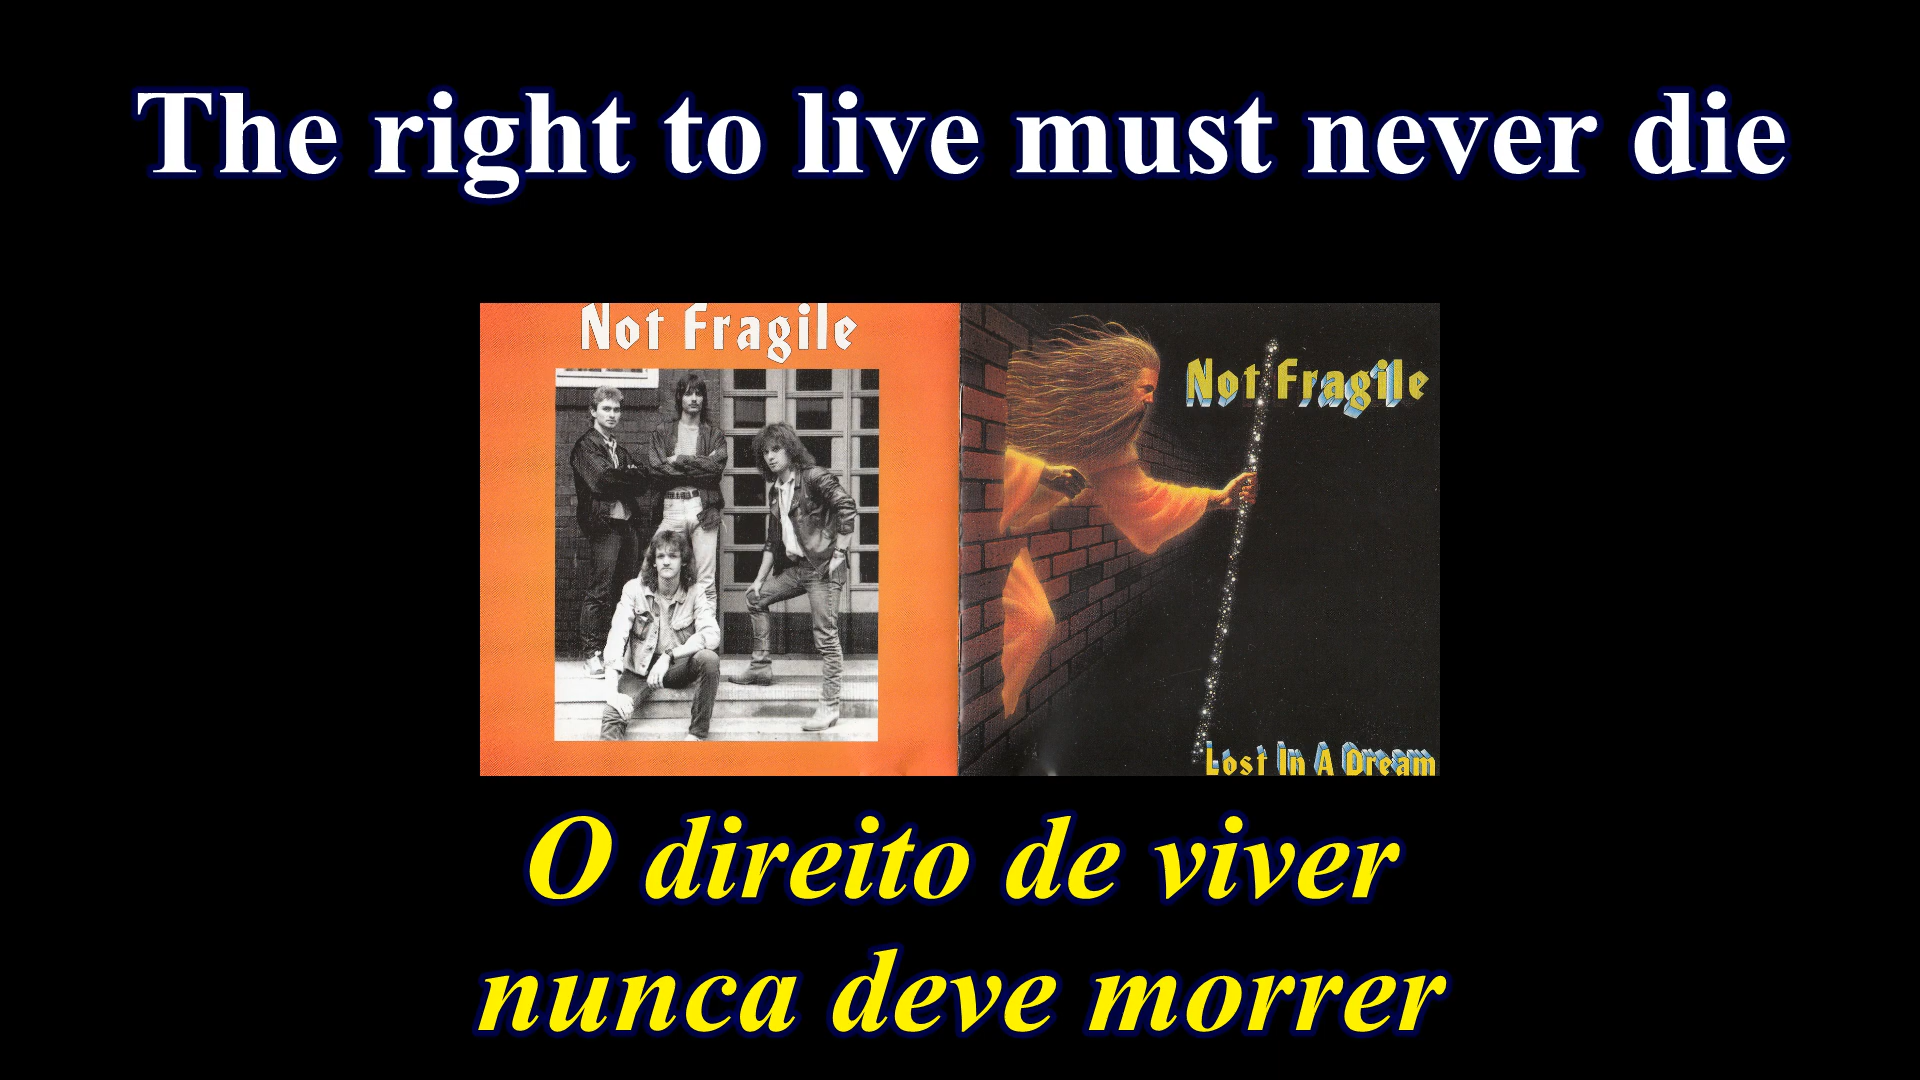 The right to live must never die
Not Fragile
Not Fragile
Lost In A Dream
O direito de viver
nunca deve morrer